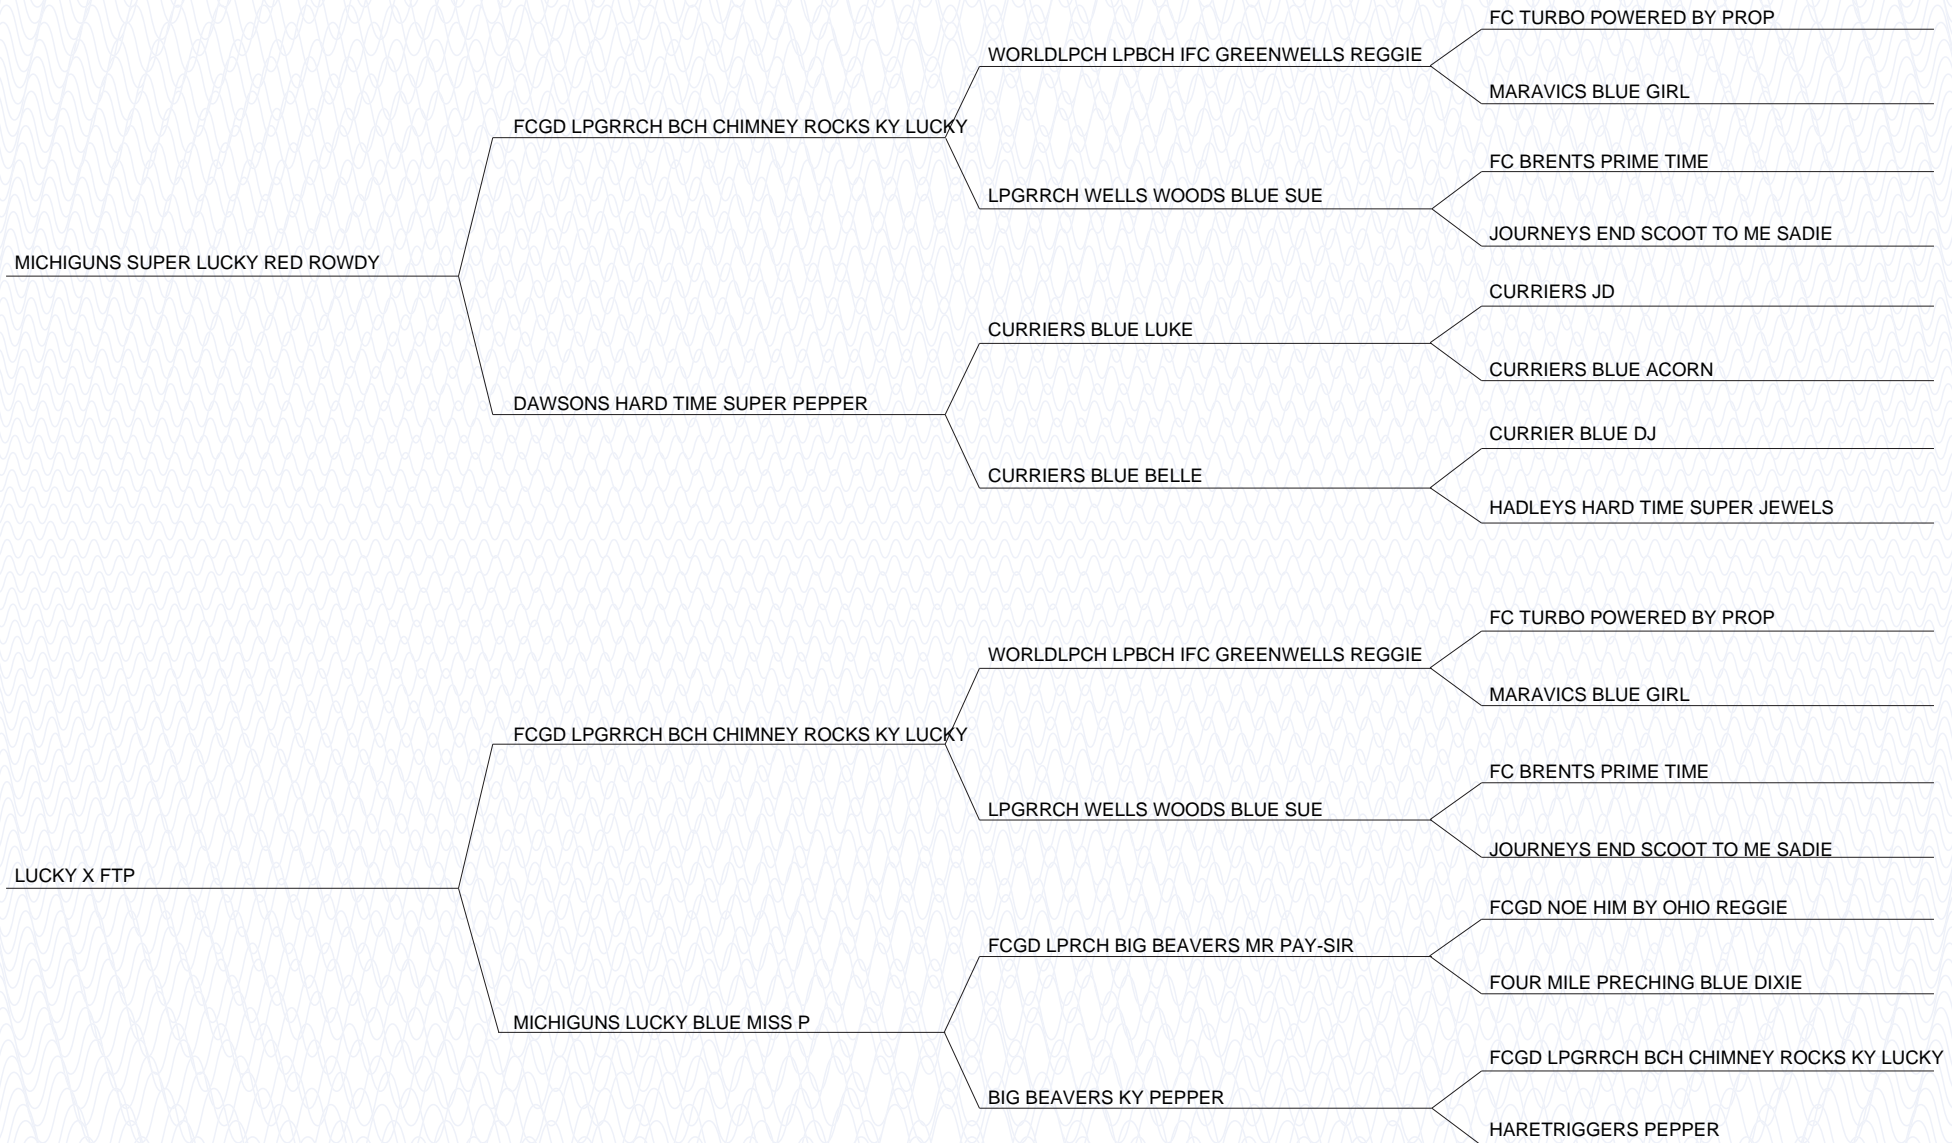 FC TURBO POWERED BY PROP
WORLDLPCH LPBCH IFC GREENWELLS REGGIE
MARAVICS BLUE GIRL
FCGD LPGRRCH BCH CHIMNEY ROCKS KY LUCKY
FC BRENTS PRIME TIME
LPGRRCH WELLS WOODS BLUE SUE
JOURNEYS END SCOOT TO ME SADIE
MICHIGUNS SUPER LUCKY RED ROWDY
CURRIERS JD
CURRIERS BLUE LUKE
CURRIERS BLUE ACORN
DAWSONS HARD TIME SUPER PEPPER
CURRIER BLUE DJ
CURRIERS BLUE BELLE
HADLEYS HARD TIME SUPER JEWELS
FC TURBO POWERED BY PROP
WORLDLPCH LPBCH IFC GREENWELLS REGGIE
MARAVICS BLUE GIRL
FCGD LPGRRCH BCH CHIMNEY ROCKS KY LUCKY
FC BRENTS PRIME TIME
LPGRRCH WELLS WOODS BLUE SUE
JOURNEYS END SCOOT TO ME SADIE
LUCKY X FTP
FCGD NOE HIM BY OHIO REGGIE
FCGD LPRCH BIG BEAVERS MR PAY-SIR
FOUR MILE PRECHING BLUE DIXIE
MICHIGUNS LUCKY BLUE MISS P
FCGD LPGRRCH BCH CHIMNEY ROCKS KY LUCKY
BIG BEAVERS KY PEPPER
HARETRIGGERS PEPPER